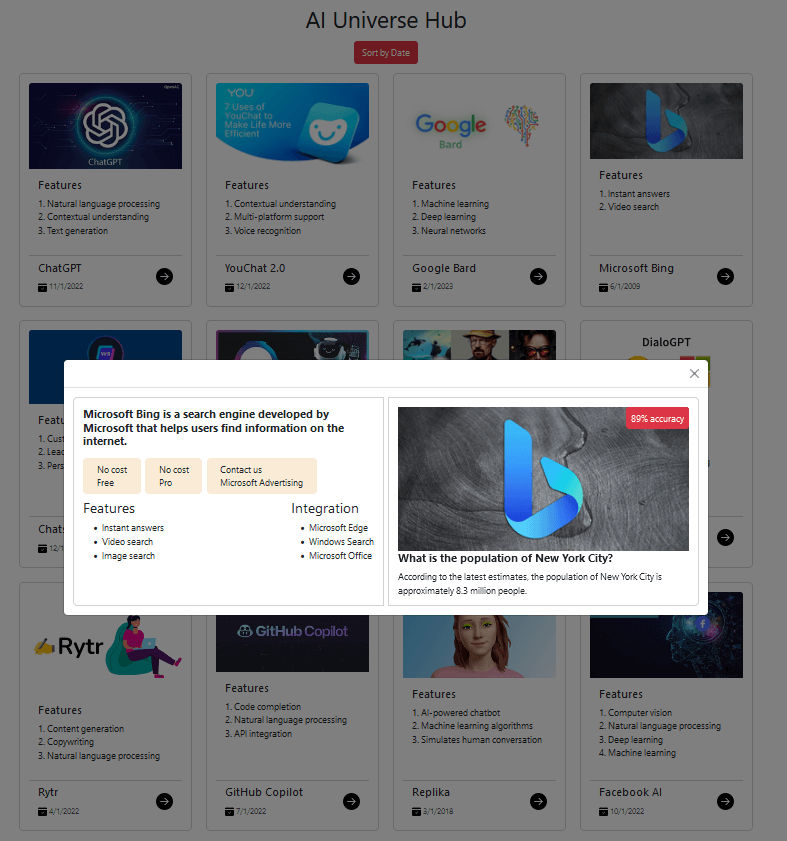 AI Universe Hub
Sort by Date
OpenAI
ChatGPT
Features
1. Natural language processing
2. Contextual understanding
3. Text generation
ChatGPT
11/1/2022
YOU
7 Uses of
YouChat to
Make Life More
Efficient
Features
1. Contextual understanding
2. Multi-platform support
3. Voice recognition
YouChat 2.0
12/1/2022
Google
Bard
Features
1. Machine learning
2. Deep learning
3. Neural networks
Google Bard
2/1/2023
Features
1. Instant answers
2. Video search
Microsoft Bing
6/1/2009
DialoGPT
Microsoft Bing is a search engine developed by
Microsoft that helps users find information on the
internet.
No cost
Free
No cost
Pro
Contact us
Microsoft Advertising
Features
Instant answers
Video search
Image search
Integration
Microsoft Edge
Windows Search
Microsoft Office
89% accuracy
What is the population of New York City?
According to the latest estimates, the population of New York City is
approximately 8.3 million people.
Rytr
Features
1. Content generation
2. Copywriting
3. Natural language processing
Rytr
4/1/2022
GitHub Copilot
Features
1. Code completion
2. Natural language processing
3. API integration
GitHub Copilot
7/1/2022
Features
1. AI-powered chatbot
2. Machine learning algorithms
3. Simulates human conversation
Replika
3/1/2018
Features
1. Computer vision
2. Natural language processing
3. Deep learning
4. Machine learning
Facebook AI
10/1/2022